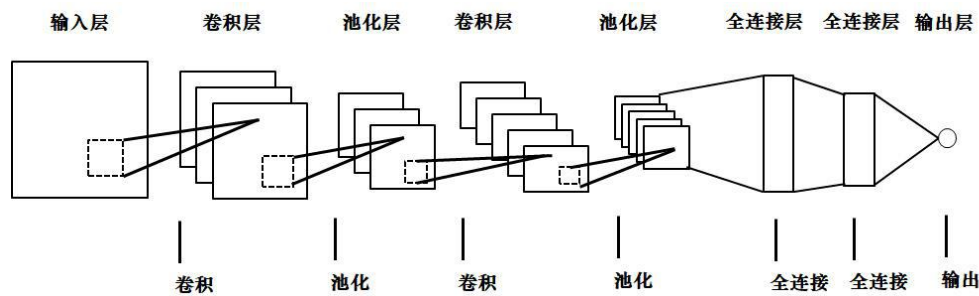 输入层 卷积层 池化层 卷积层 池化层 全连接层 全连接层 输出层
卷积 池化 卷积 池化 全连接 全连接 输出